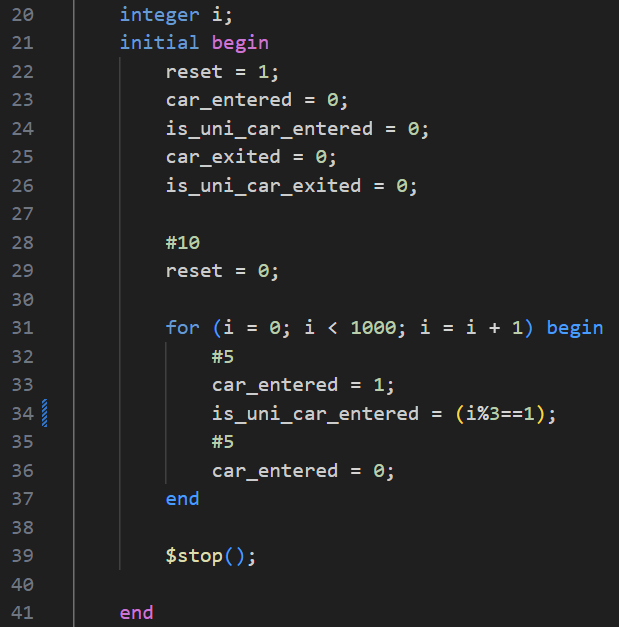 20 integer i;
21 initial begin
22 reset = 1;
23 car_entered = 0;
24 is_uni_car_entered = 0;
25 car_exited = 0;
26 is_uni_car_exited = 0;
27
28 #10
29 reset = 0;
30
31 for (i = 0; i < 1000; i = i + 1) begin
32 #5
33 car_entered = 1;
34 is_uni_car_entered = (i%3==1);
35 #5
36 car_entered = 0;
37 end
38
39 $stop();
40
41 end